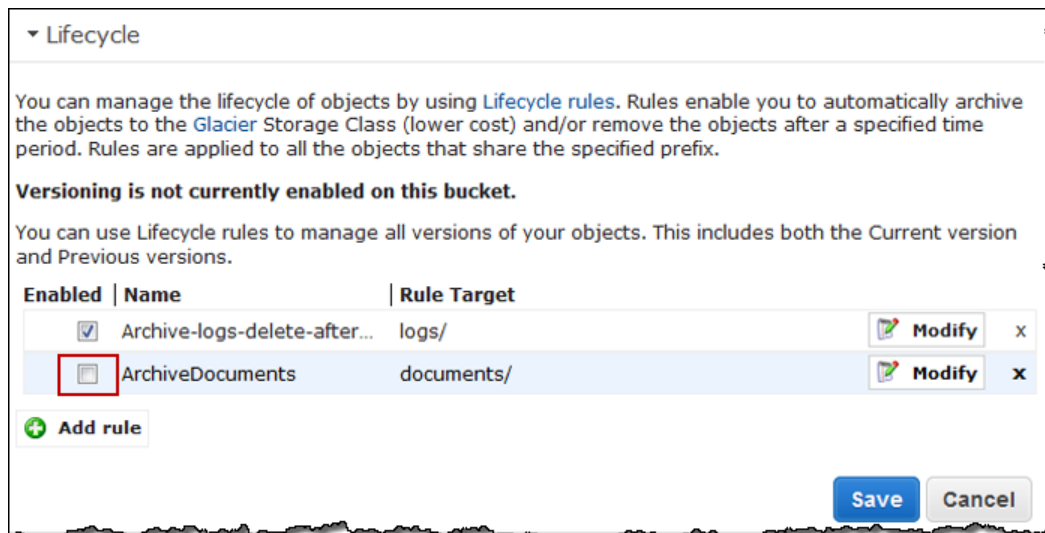 Lifecycle
You can manage the lifecycle of objects by using Lifecycle rules. Rules enable you to automatically archive
the objects to the Glacier Storage Class (lower cost) and/or remove the objects after a specified time
period. Rules are applied to all the objects that share the specified prefix.
Versioning is not currently enabled on this bucket.
You can use Lifecycle rules to manage all versions of your objects. This includes both the Current version
and Previous versions.
Enabled | Name | Rule Target
Archive-logs-delete-after... logs/ Modify x
ArchiveDocuments documents/ Modify x
Add rule
Save Cancel